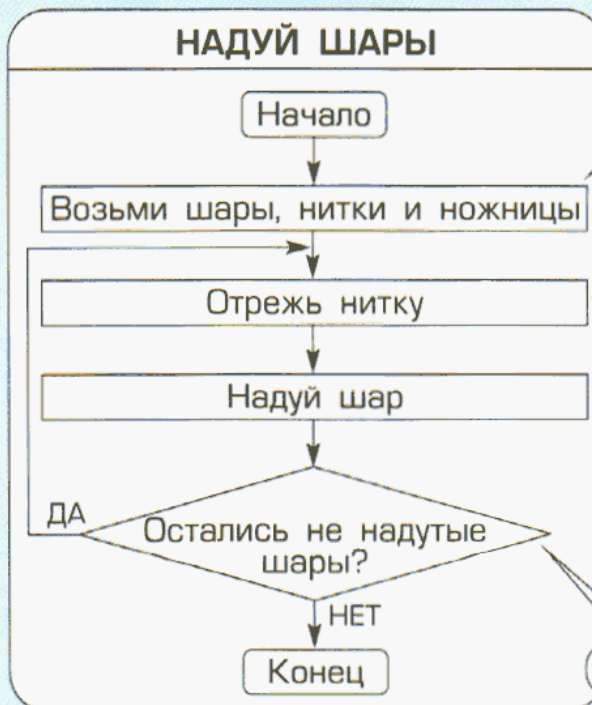 НАДУЙ ШАРЫ
Начало
Возьми шары, нитки и ножницы
Отрежь нитку
Надуй шар
ДА
Остались не надутые
шары?
НЕТ
Конец